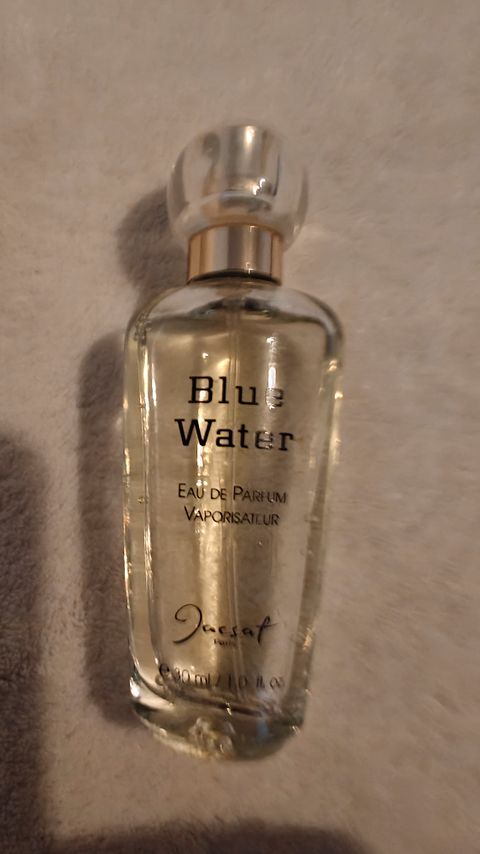 Blue
Water
EAU DE PARFUM
VAPORISATEUR
Jacsaf
PARIS
e 30 ml / 1.0 fl. oz